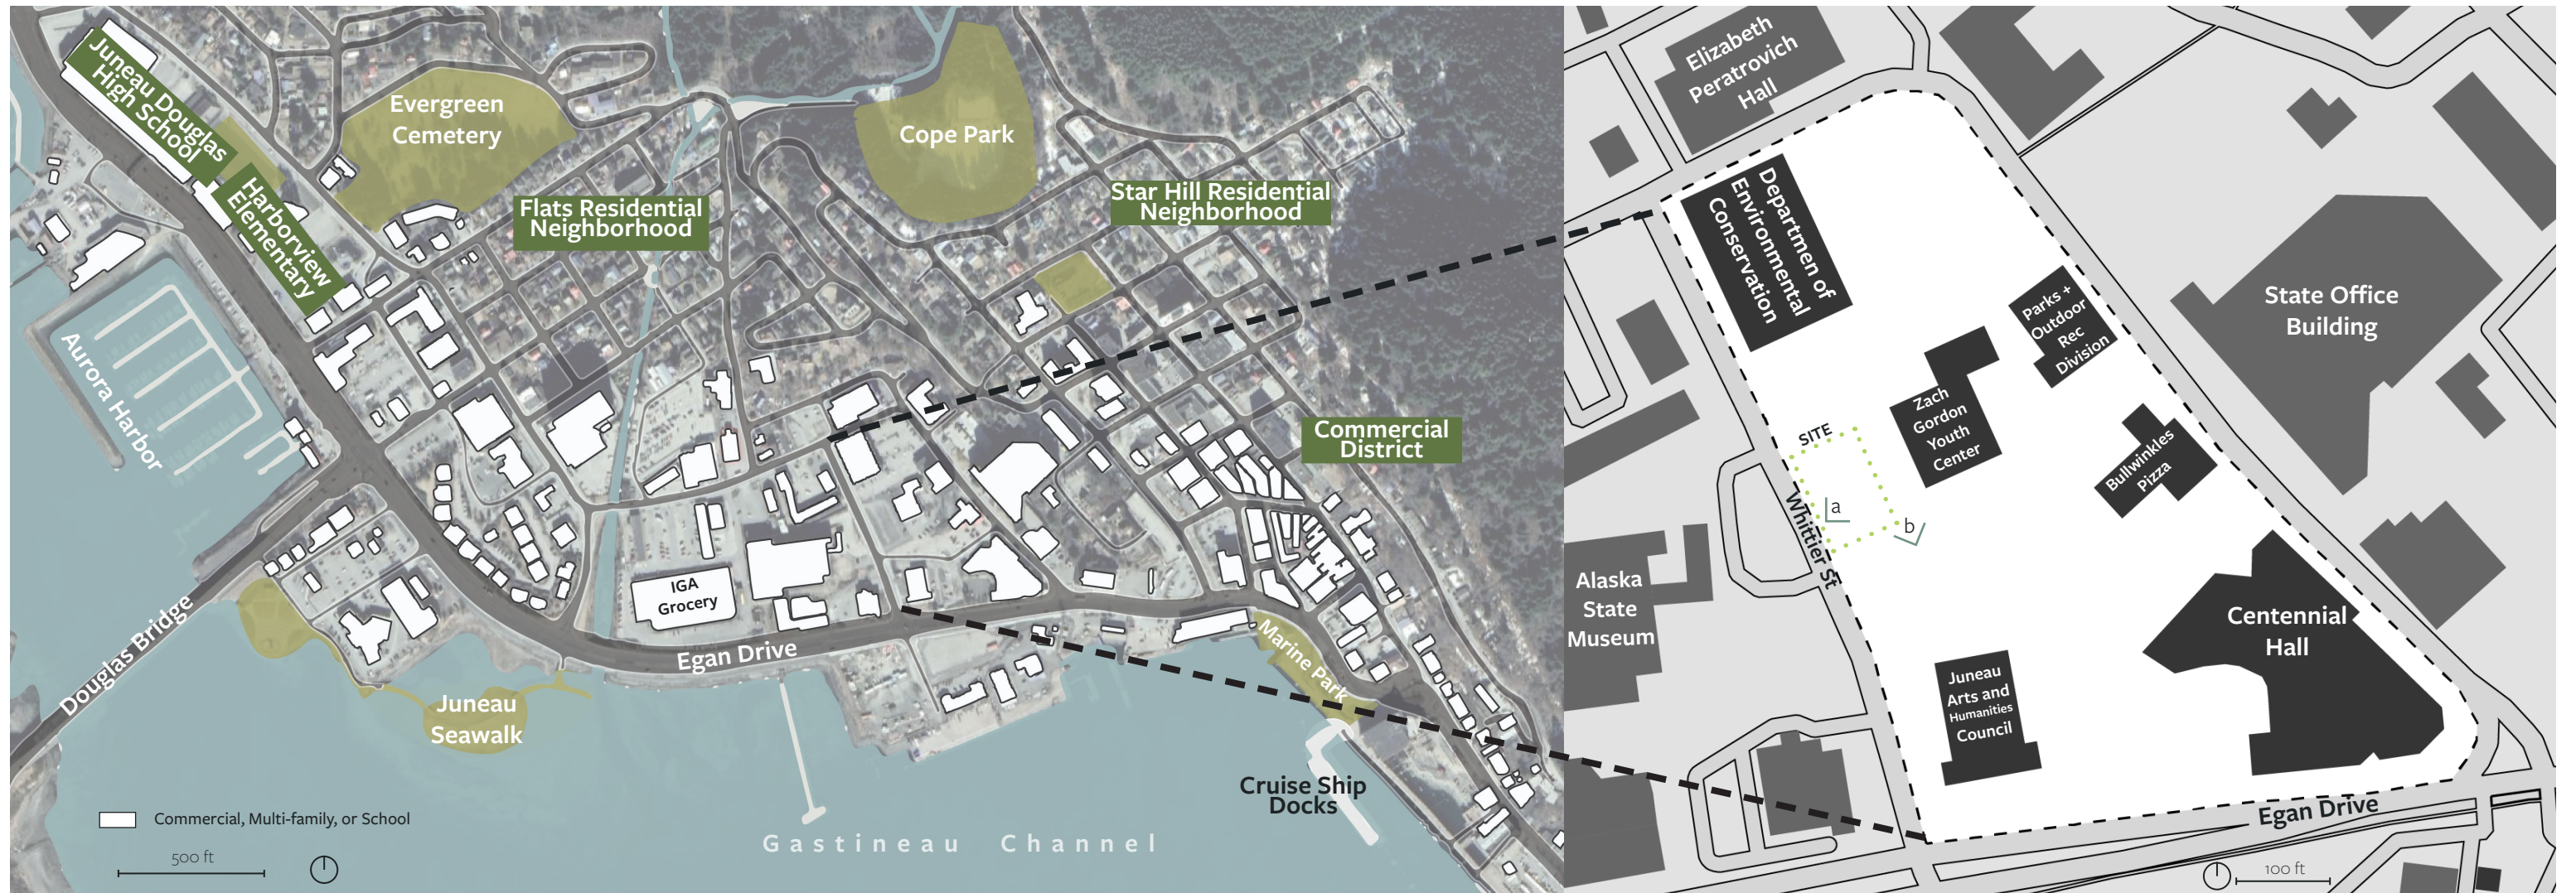 Juneau Douglas
High School
Harborview
Elementary
Evergreen
Cemetery
Cope Park
Flats Residential
Neighborhood
Star Hill Residential
Neighborhood
Commercial
District
Aurora Harbor
IGA
Grocery
Egan Drive
Douglas Bridge
Juneau
Seawalk
Marine Park
Cruise Ship
Docks
Gastineau Channel
Commercial, Multi-family, or School
500 ft
Elizabeth
Peratrovich
Hall
Departmen of
Environmental
Conservation
Parks +
Outdoor
Rec
Division
State Office
Building
Zach
Gordon
Youth
Center
Bullwinkles
Pizza
SITE
a
b
Whittier St
Alaska
State
Museum
Centennial
Hall
Juneau
Arts and
Humanities
Council
Egan Drive
100 ft